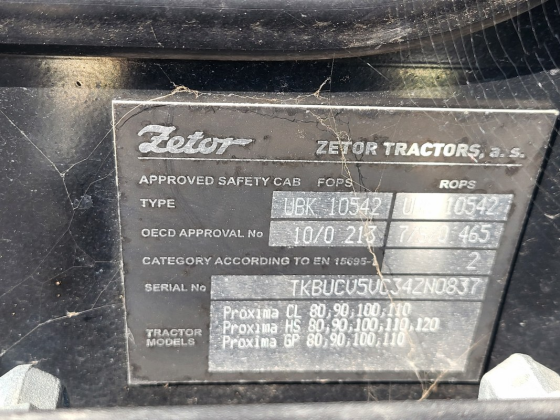 Zetor ZETOR TRACTORS, a. s.
APPROVED SAFETY CAB FOPS ROPS
TYPE UBK 10542 10542
OECD APPROVAL No 10/0 213 465
CATEGORY ACCORDING TO EN 15695- 2
SERIAL No TKBUCV5VC34ZN0837
TRACTOR MODELS
Proxima CL 80,90,100,110
Proxima HS 80,90,100,110,120
Proxima GP 80,90,100,110